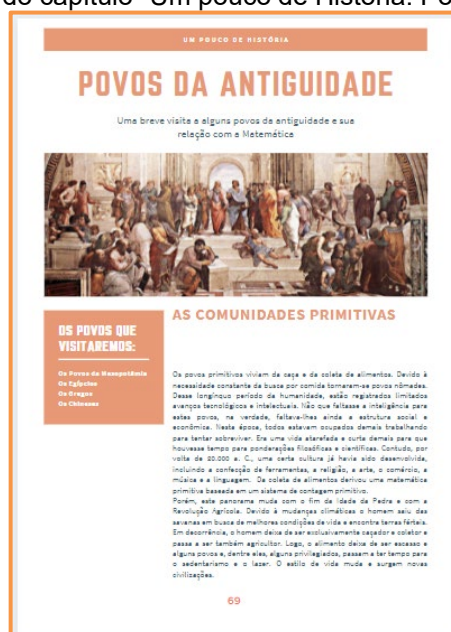 do capítulo "Um pouco de História: Po
UM POUCO DE HISTÓRIA
POVOS DA ANTIGUIDADE
Uma breve visita a alguns povos da antiguidade e sua
relação com a Matemática
OS POVOS QUE
VISITAREMOS:
Os Povos da Mesopotâmia
Os Egípcios
Os Gregos
Os Chineses
AS COMUNIDADES PRIMITIVAS
Os povos primitivos viviam da caça e da coleta de alimentos. Devido à
necessidade constante da busca por comida tornaram-se povos nômades.
Desse longínquo período da humanidade, estão registrados limitados
avanços tecnológicos e intelectuais. Não que faltasse a inteligência para
estes povos, na verdade, faltava-lhes ainda a estrutura social e
econômica. Nesta época, todos estavam ocupados demais trabalhando
para tentar sobreviver. Era uma vida atarefada e curta demais para que
houvesse tempo para ponderações filosóficas e científicas. Contudo, por
volta de 20.000 a. C., uma certa cultura já havia sido desenvolvida,
incluindo a confecção de ferramentas, a religião, a arte, o comércio, a
música e a linguagem. Da coleta de alimentos derivou uma matemática
primitiva baseada em um sistema de contagem primitivo.
Porém, este panorama muda com o fim da Idade da Pedra e com a
Revolução Agrícola. Devido à mudanças climáticas o homem saiu das
savanas em busca de melhores condições de vida e encontra terras férteis.
Em decorrência, o homem deixa de ser exclusivamente caçador e coletor e
passa a ser também agricultor. Logo, o alimento deixa de ser escasso e
alguns povos e, dentre eles, alguns privilegiados, passam a ter tempo para
o sedentarismo e o lazer. O estilo de vida muda e surgem novas
civilizações.
69